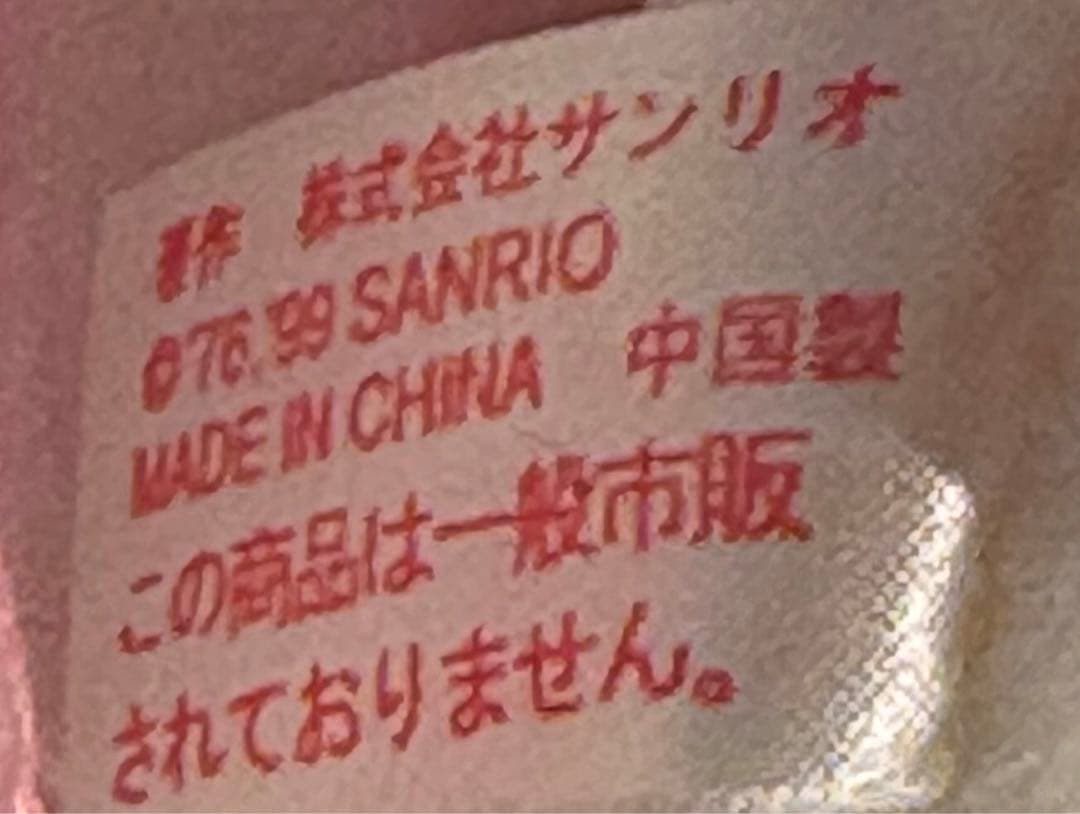 著作 株式会社サンリオ
©'76,'99 SANRIO
MADE IN CHINA 中国製
この商品は一般市販
されておりません。